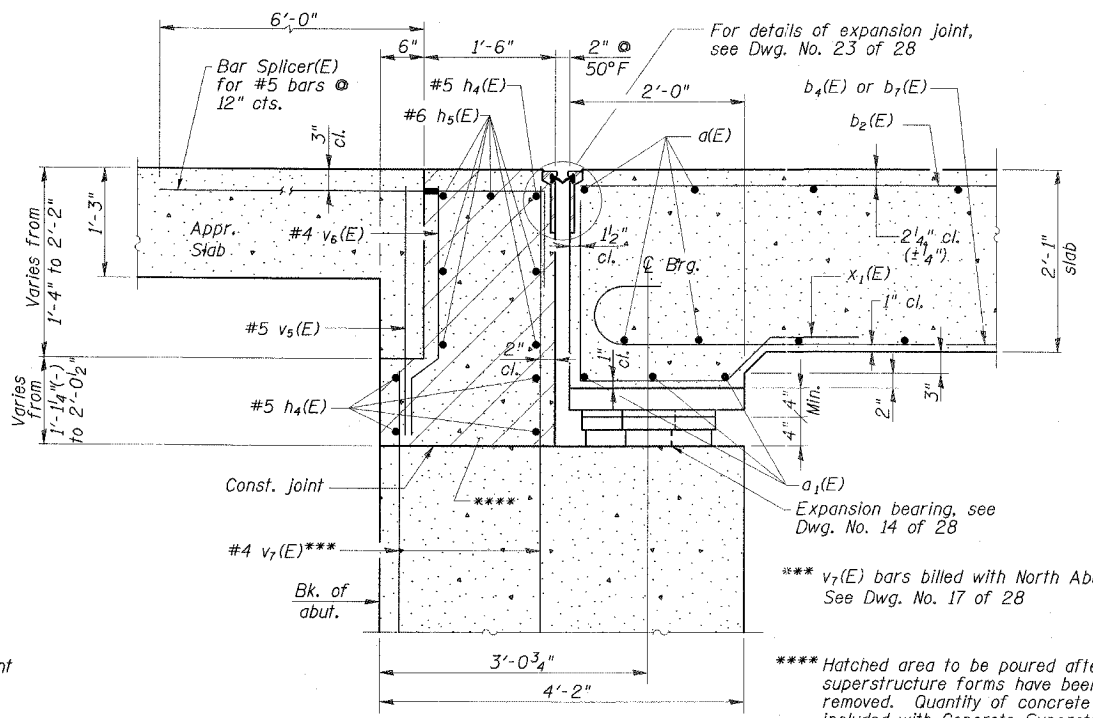 6'-0"
6"
1'-6"
2" @
50°F
For details of expansion joint,
see Dwg. No. 23 of 28
Bar Splicer(E)
for #5 bars @
12" cts.
#5 h4(E)
#6 h5(E)
2'-0"
b4(E) or b7(E)
b2(E)
a(E)
3"
cl.
Varies from
1'-4" to 2'-2"
1'-3"
Appr.
Slab
#4 v6(E)
1½"
cl.
℄ Brg.
2¼" cl.
(±¼")
2'-1"
slab
x1(E)
1" cl.
#5 v5(E)
2"
cl.
1"
cl.
Varies
from
1'-1¼"(-)
to 2'-0½"
#5 h4(E)
4"
4"
Min.
2"
3"
Const. joint
****
a1(E)
Expansion bearing, see
Dwg. No. 14 of 28
#4 v7(E)***
Bk. of
abut.
*** v7(E) bars billed with North Ab
See Dwg. No. 17 of 28
3'-0¾"
4'-2"
nt
**** Hatched area to be poured afte
superstructure forms have been
removed. Quantity of concrete
included with Concrete Superst